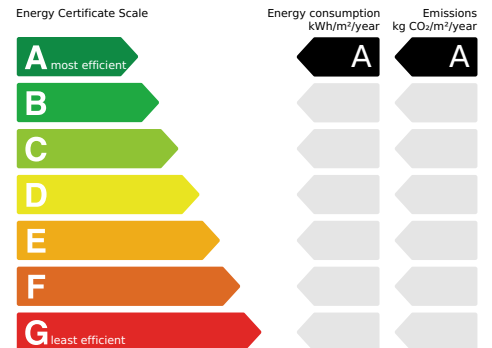 Energy Certificate Scale
Energy consumption
kWh/m²/year
Emissions
kg CO₂/m²/year
A most efficient
A
A
B
C
D
E
F
G least efficient